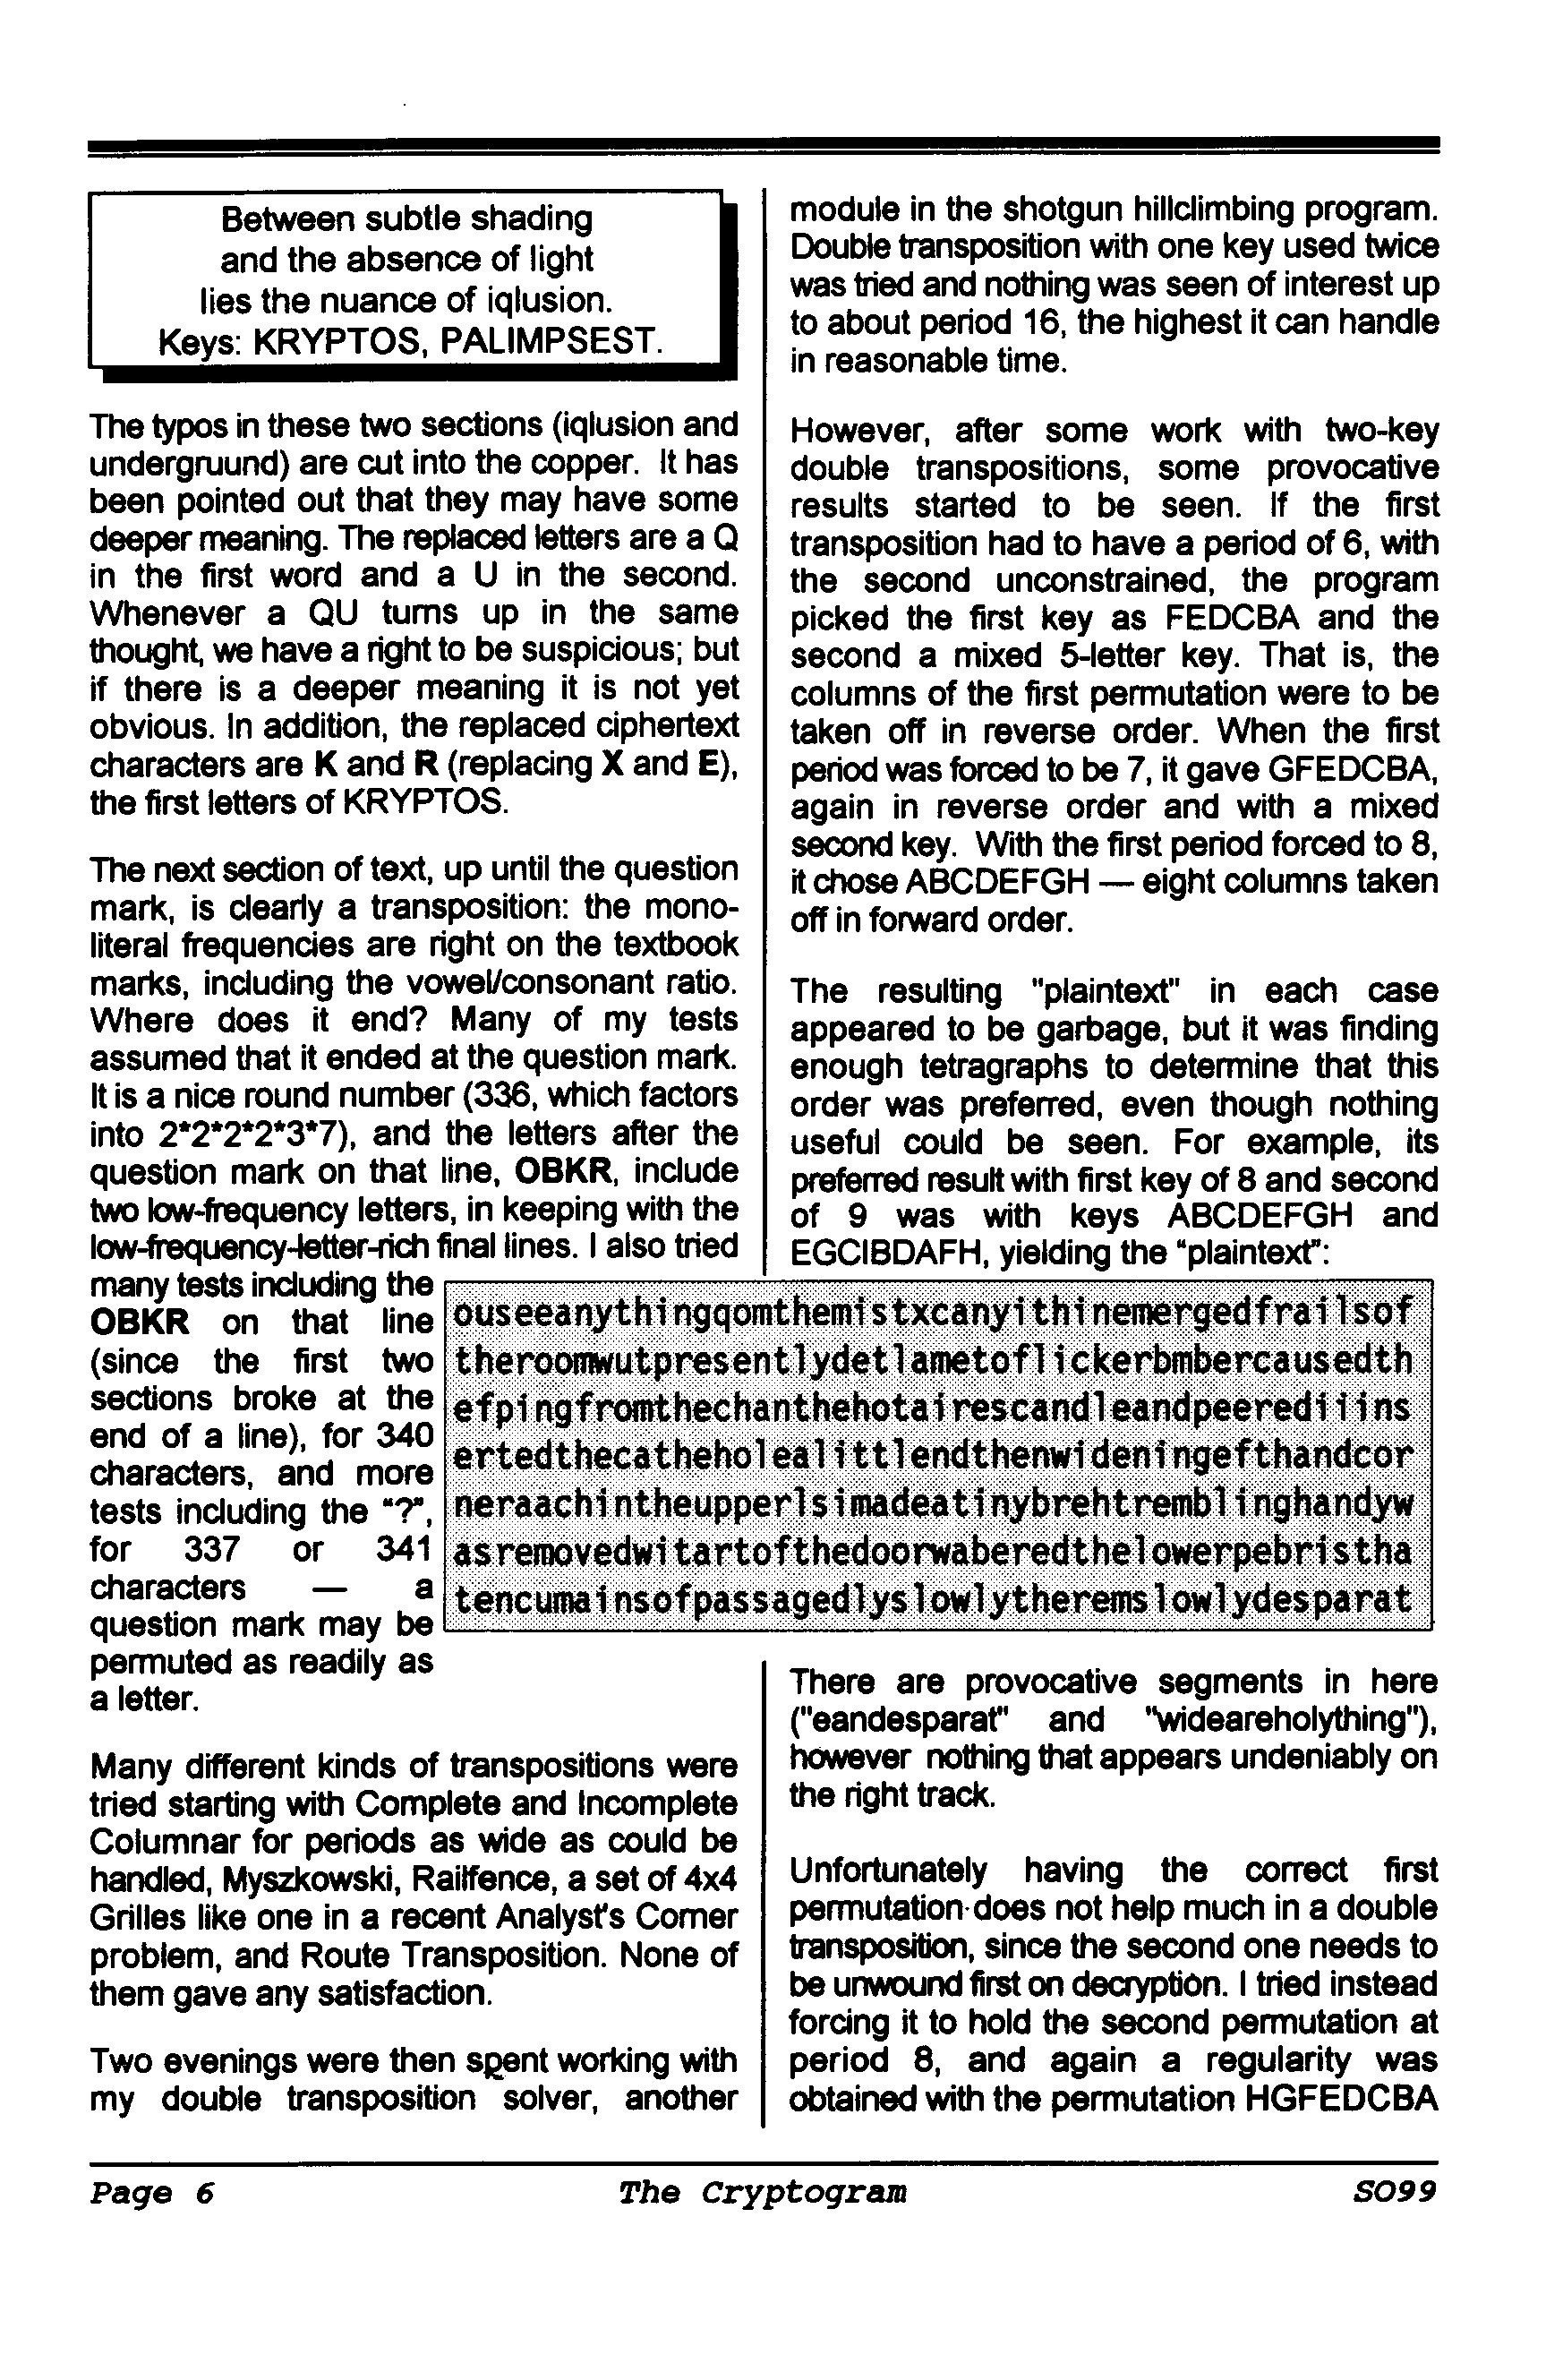 Between subtle shading
and the absence of light
lies the nuance of iqlusion.
Keys: KRYPTOS, PALIMPSEST.
The typos in these two sections (iqlusion and
undergruund) are cut into the copper. It has
been pointed out that they may have some
deeper meaning. The replaced letters are a Q
in the first word and a U in the second.
Whenever a QU turns up in the same
thought, we have a right to be suspicious; but
if there is a deeper meaning it is not yet
obvious. In addition, the replaced ciphertext
characters are K and R (replacing X and E),
the first letters of KRYPTOS.
The next section of text, up until the question
mark, is clearly a transposition: the mono-
literal frequencies are right on the textbook
marks, including the vowel/consonant ratio.
Where does it end? Many of my tests
assumed that it ended at the question mark.
It is a nice round number (336, which factors
into 2*2*2*2*3*7), and the letters after the
question mark on that line, OBKR, include
two low-frequency letters, in keeping with the
low-frequency-letter-rich final lines. I also tried
many tests including the
OBKR on that line
(since the first two
sections broke at the
end of a line), for 340
characters, and more
tests including the "?",
for 337 or 341
characters — a
question mark may be
permuted as readily as
a letter.
Many different kinds of transpositions were
tried starting with Complete and Incomplete
Columnar for periods as wide as could be
handled, Myszkowski, Railfence, a set of 4x4
Grilles like one in a recent Analyst's Corner
problem, and Route Transposition. None of
them gave any satisfaction.
Two evenings were then spent working with
my double transposition solver, another
module in the shotgun hillclimbing program.
Double transposition with one key used twice
was tried and nothing was seen of interest up
to about period 16, the highest it can handle
in reasonable time.
However, after some work with two-key
double transpositions, some provocative
results started to be seen. If the first
transposition had to have a period of 6, with
the second unconstrained, the program
picked the first key as FEDCBA and the
second a mixed 5-letter key. That is, the
columns of the first permutation were to be
taken off in reverse order. When the first
period was forced to be 7, it gave GFEDCBA,
again in reverse order and with a mixed
second key. With the first period forced to 8,
it chose ABCDEFGH — eight columns taken
off in forward order.
The resulting "plaintext" in each case
appeared to be garbage, but it was finding
enough tetragraphs to determine that this
order was preferred, even though nothing
useful could be seen. For example, its
preferred result with first key of 8 and second
of 9 was with keys ABCDEFGH and
EGCIBDAFH, yielding the "plaintext":
ouseeanythingqomthemistxcanyithinemergedfrailsof
theroomwutpresentlydetlametoflickerbmbercausedth
efpingfromthechanthehotairescandleandpeerediiins
ertedthecatheholealittlendthenwideningefthandcor
neraachintheupperlsimadeatinybrehtremblinghandyw
asremovedwitartofthedoorwaberedthelowerpebristha
tencumainsofpassagedlyslowlytheremslowlydesparat
There are provocative segments in here
("eandesparat" and "wideareholything"),
however nothing that appears undeniably on
the right track.
Unfortunately having the correct first
permutation does not help much in a double
transposition, since the second one needs to
be unwound first on decryption. I tried instead
forcing it to hold the second permutation at
period 8, and again a regularity was
obtained with the permutation HGFEDCBA
Page 6 The Cryptogram SO99